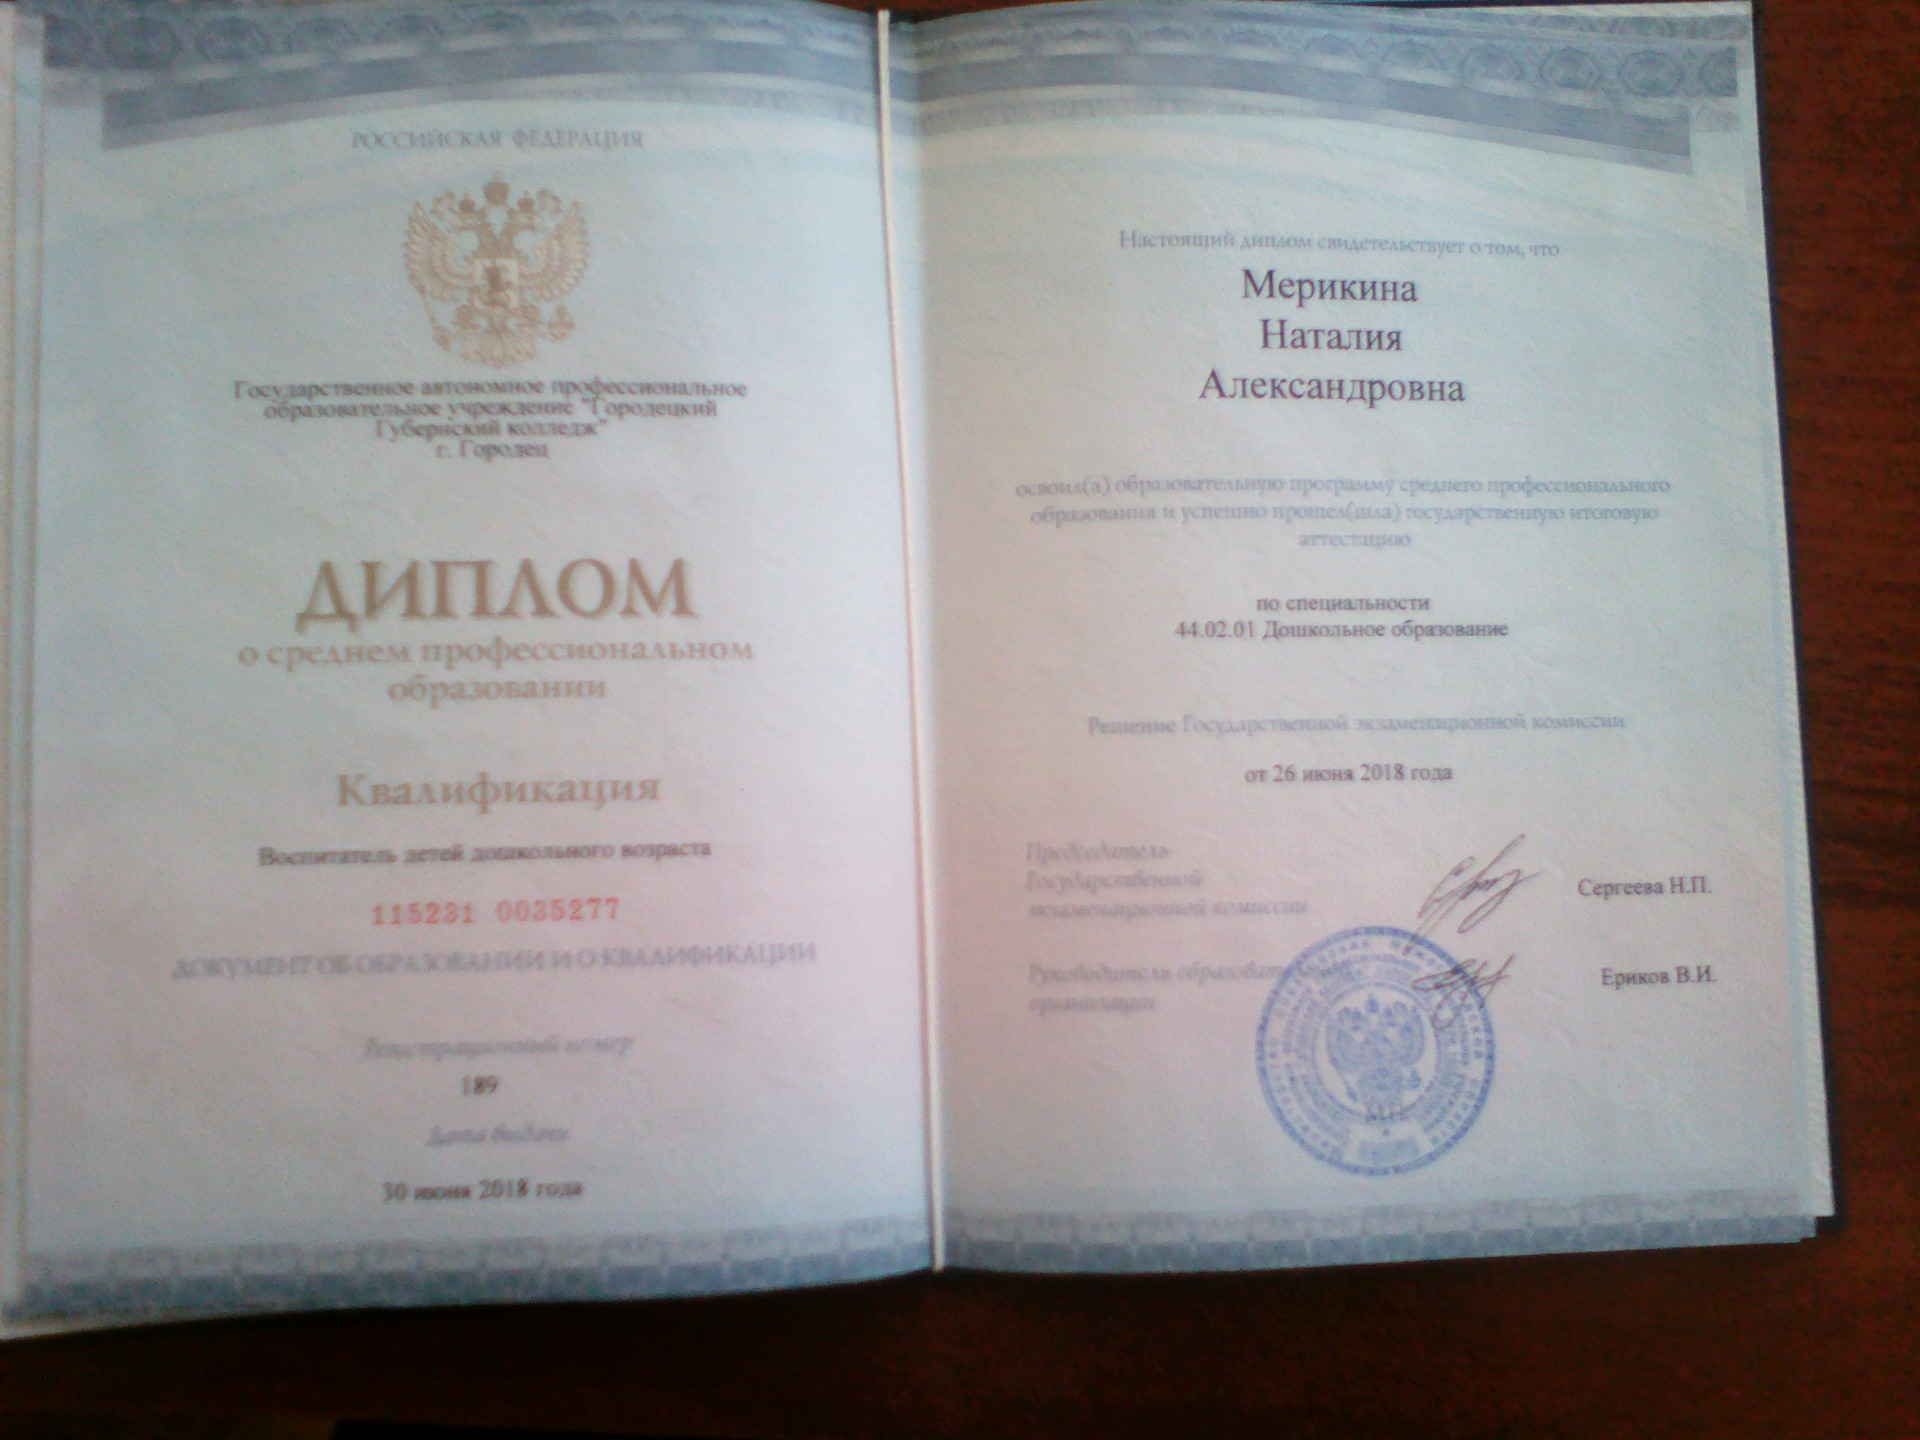 РОССИЙСКАЯ ФЕДЕРАЦИЯ
Государственное автономное профессиональное
образовательное учреждение "Городецкий
Губернский колледж"
г. Городец
ДИПЛОМ
о среднем профессиональном
образовании
Квалификация
Воспитатель детей дошкольного возраста
115231 0035277
ДОКУМЕНТ ОБ ОБРАЗОВАНИИ И О КВАЛИФИКАЦИИ
Регистрационный номер
189
Дата выдачи
30 июня 2018 года
Настоящий диплом свидетельствует о том, что
Мерикина
Наталия
Александровна
освоил(а) образовательную программу среднего профессионального
образования и успешно прошел(шла) государственную итоговую
аттестацию
по специальности
44.02.01 Дошкольное образование
Решение Государственной экзаменационной комиссии
от 26 июня 2018 года
Председатель
Государственной
экзаменационной комиссии
Сергеева Н.П.
Руководитель
организации
Ериков В.И.
М.П.